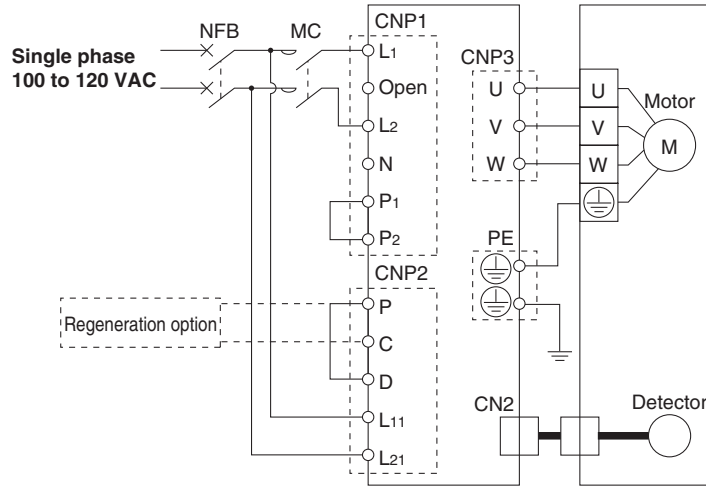 NFB
MC
CNP1
Single phase
100 to 120 VAC
L1
Open
L2
N
P1
P2
CNP3
U
V
W
U
V
W
Motor
M
PE
CNP2
Regeneration option
P
C
D
L11
L21
CN2
Detector